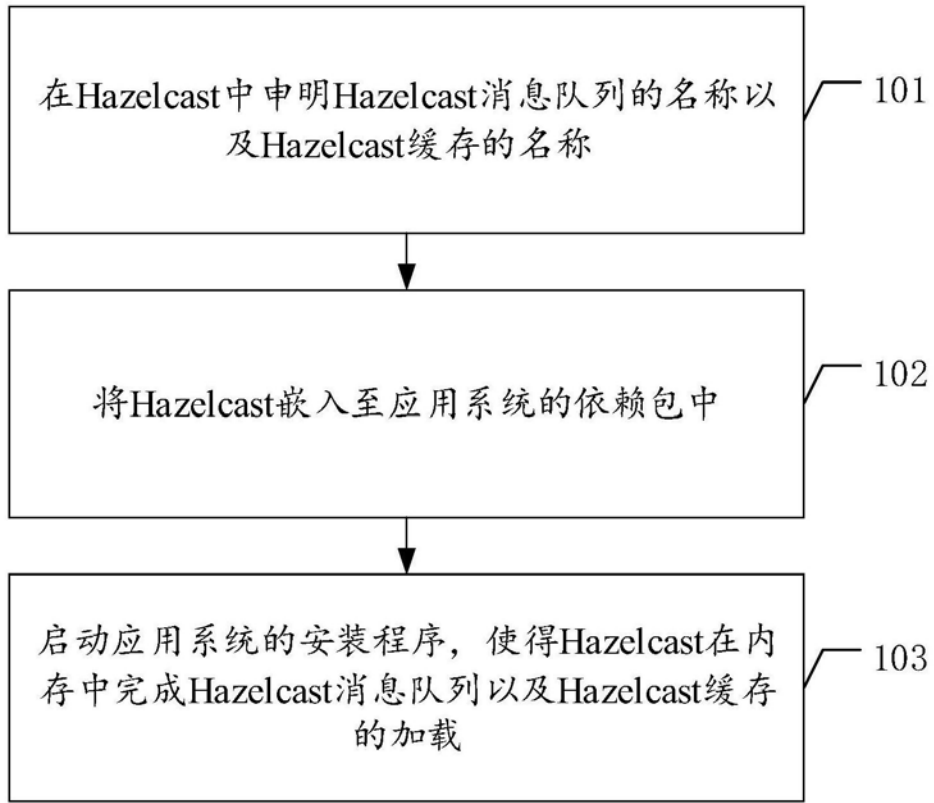 在Hazelcast中申明Hazelcast消息队列的名称以
及Hazelcast缓存的名称
101
将Hazelcast嵌入至应用系统的依赖包中
102
启动应用系统的安装程序，使得Hazelcast在内
存中完成Hazelcast消息队列以及Hazelcast缓存
的加载
103